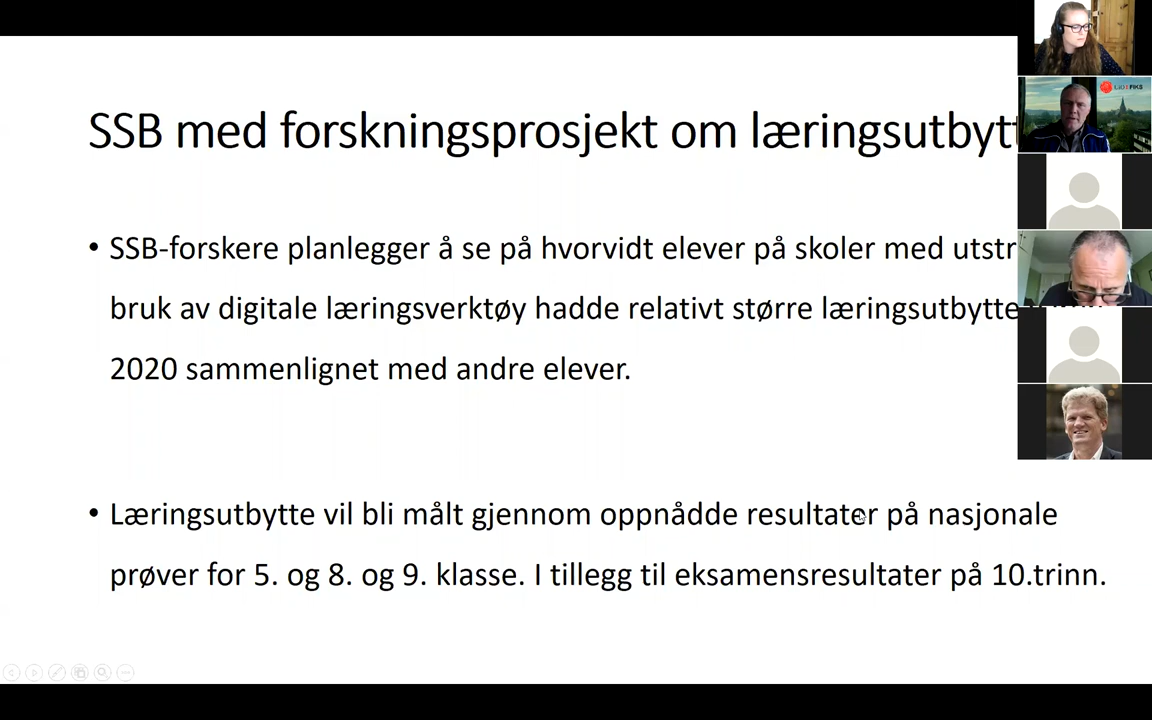 SSB med forskningsprosjekt om
SSB-forskere planlegger å se på hvorvidt elever på skoler med
bruk av digitale læringsverktøy hadde relativt større læringsutbytte
2020 sammenlignet med andre elever.
Læringsutbytte vil bli målt gjennom oppnådde resultater på nasjonale
prøver for 5. og 8. og 9. klasse. I tillegg til eksamensresultater på 10.trinn.